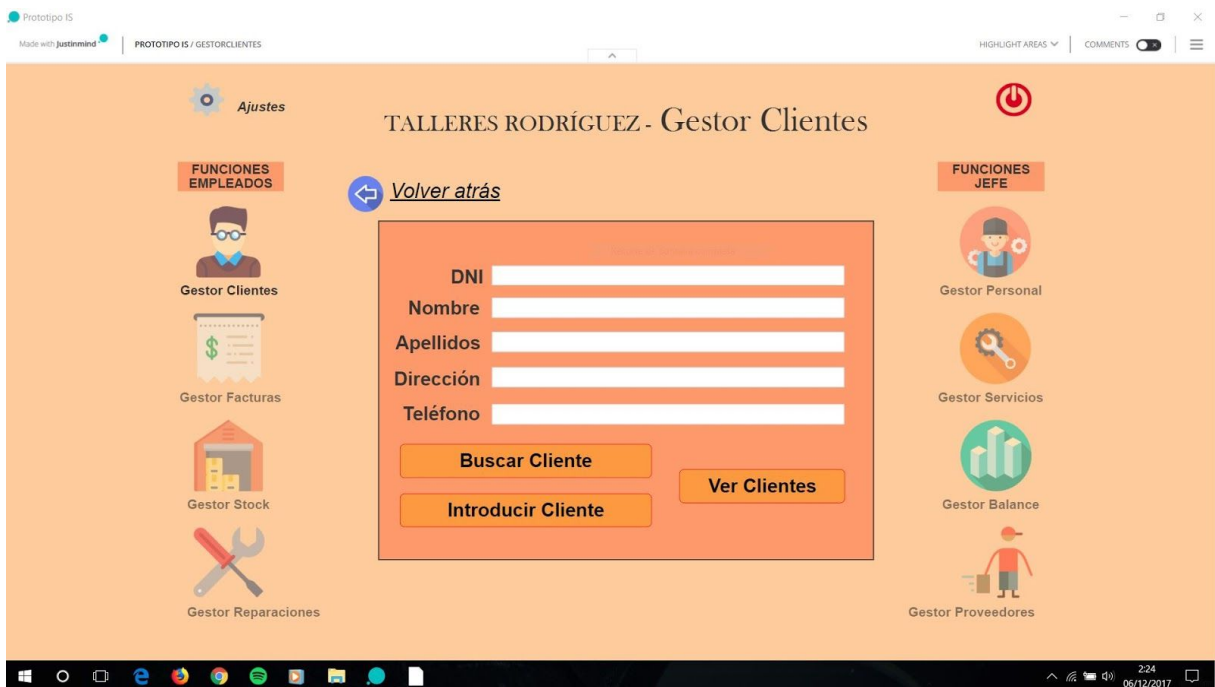 Prototipo IS
Made with Justinmind
PROTOTIPO IS / GESTORCLIENTES
HIGHLIGHT AREAS
COMMENTS
Ajustes
TALLERES RODRÍGUEZ - Gestor Clientes
FUNCIONES
EMPLEADOS
Volver atrás
FUNCIONES
JEFE
DNI
Nombre
Apellidos
Dirección
Teléfono
Buscar Cliente
Introducir Cliente
Ver Clientes
Gestor Clientes
Gestor Facturas
Gestor Stock
Gestor Reparaciones
Gestor Personal
Gestor Servicios
Gestor Balance
Gestor Proveedores
2:24
06/12/2017